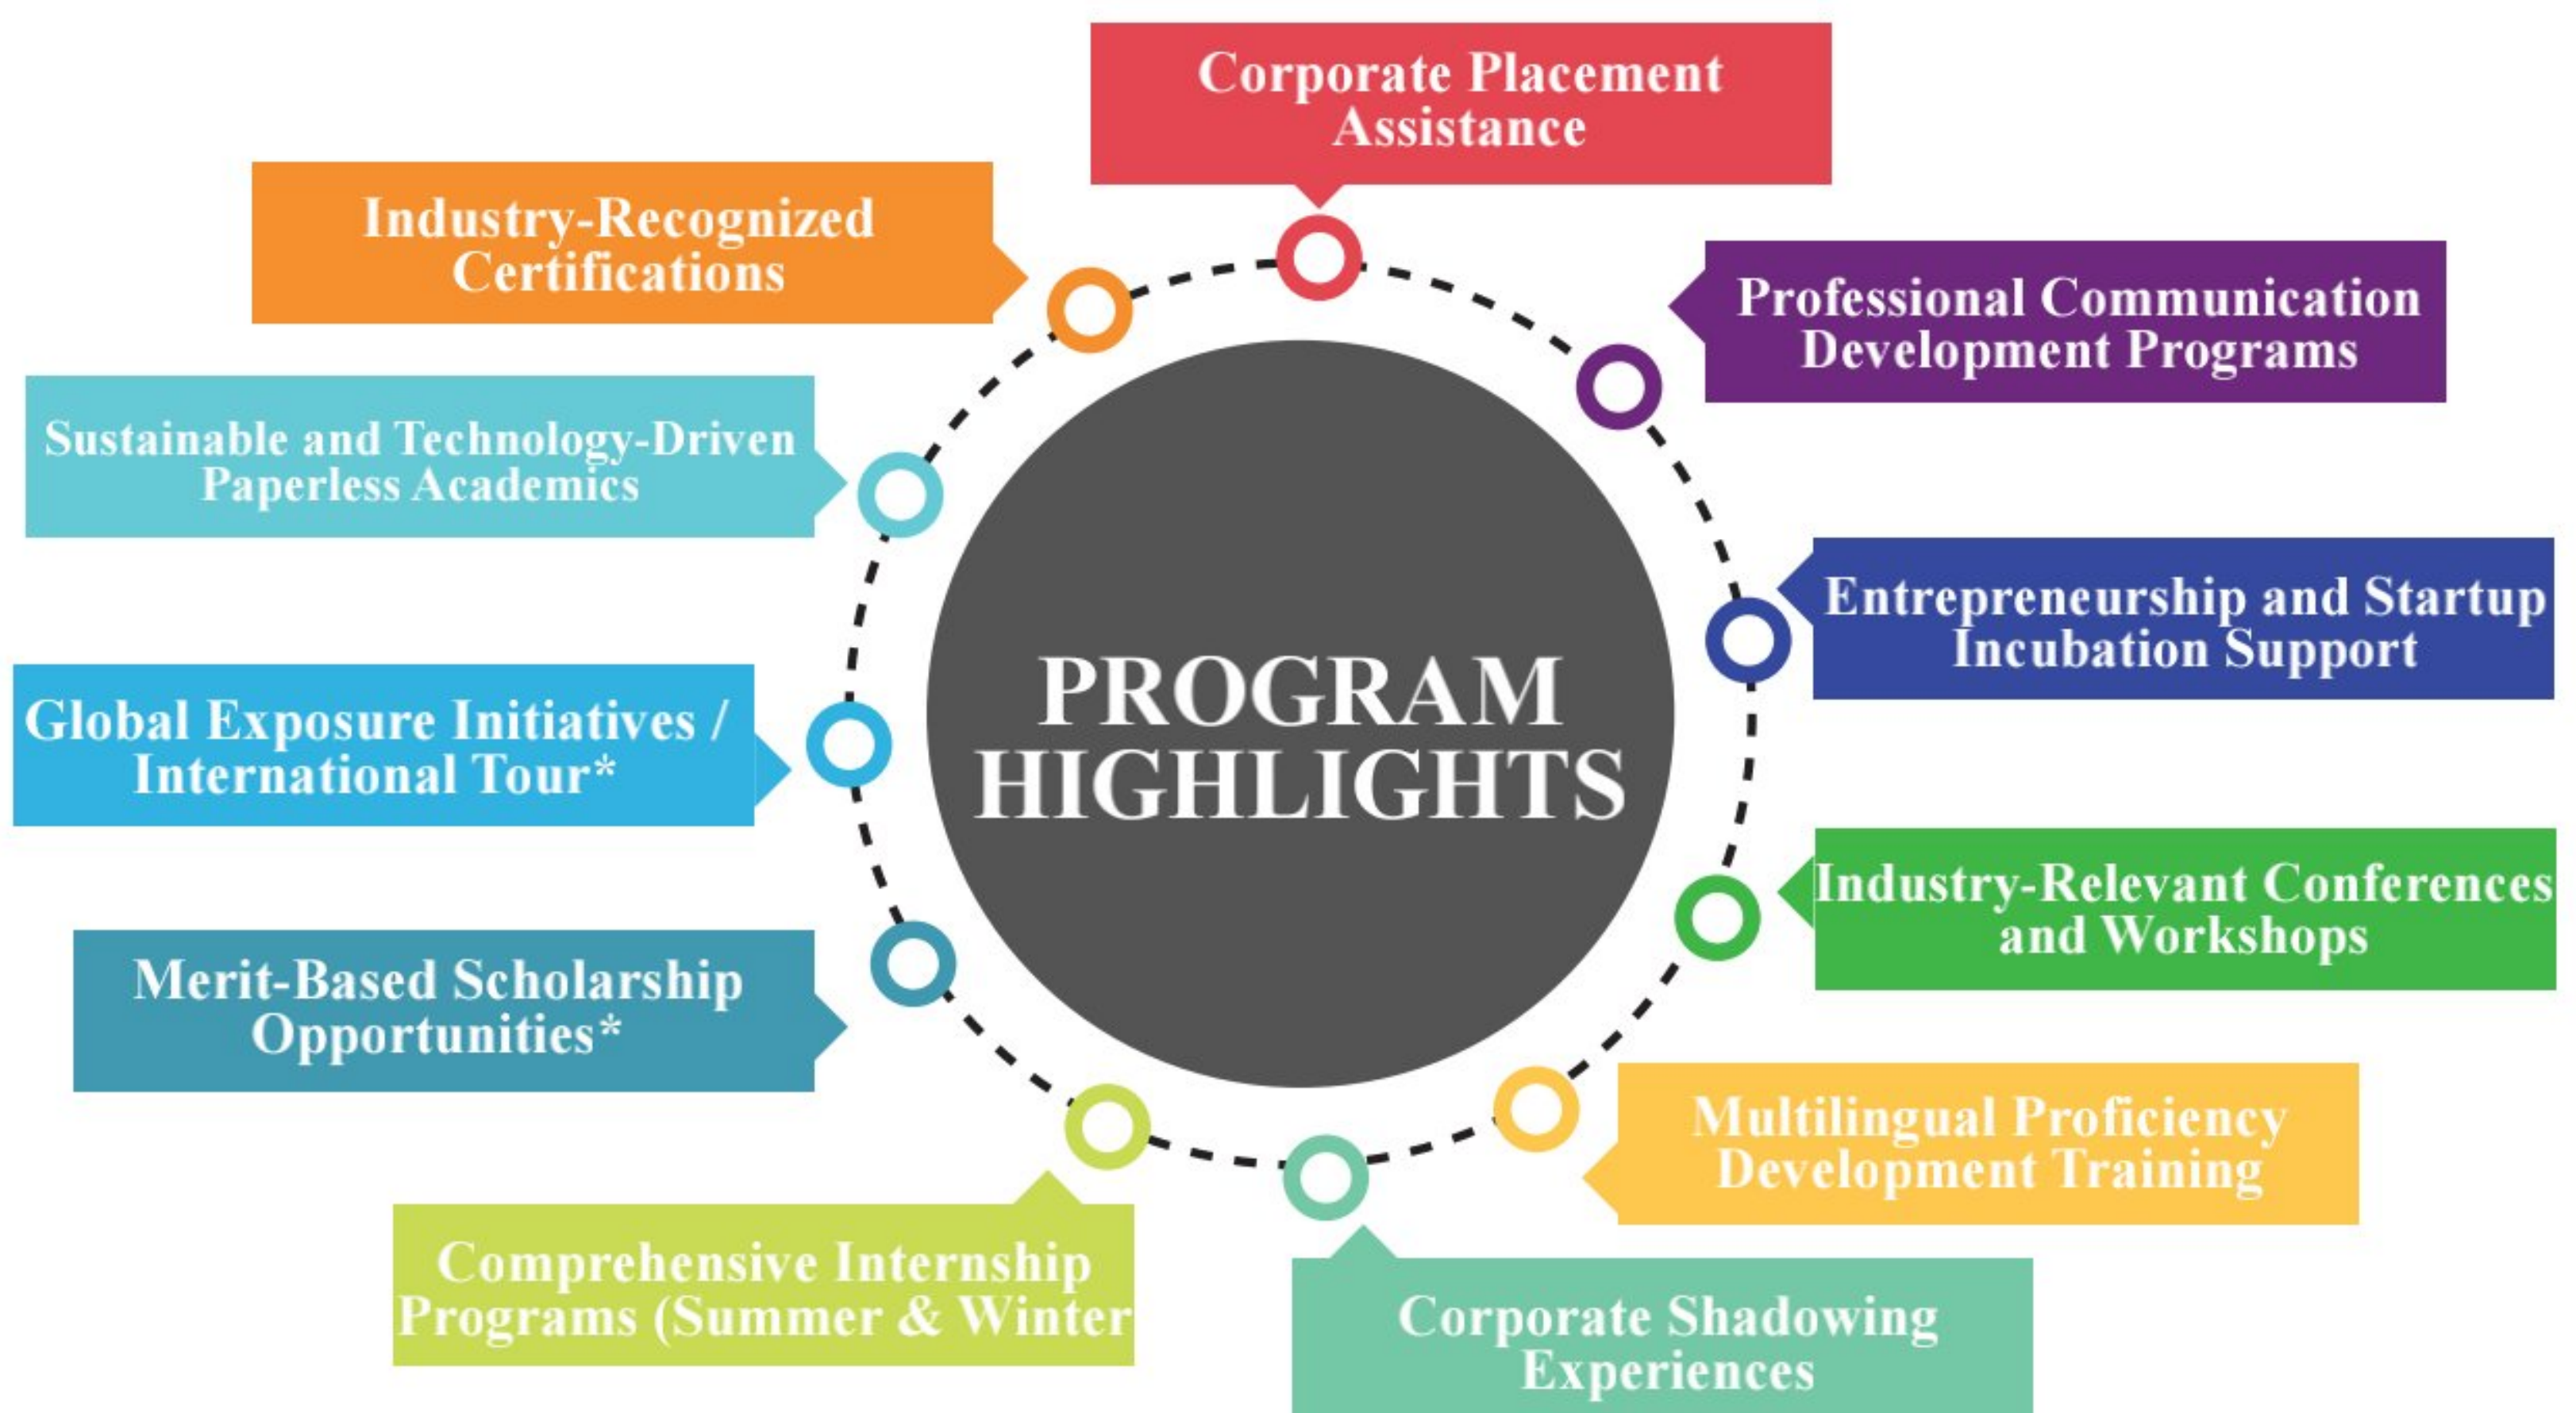 Corporate Placement
Assistance
Professional Communication
Development Programs
Entrepreneurship and Startup
Incubation Support
Industry-Relevant Conferences
and Workshops
Multilingual Proficiency
Development Training
Corporate Shadowing
Experiences
Comprehensive Internship
Programs (Summer & Winter
Merit-Based Scholarship
Opportunities*
Global Exposure Initiatives /
International Tour*
Sustainable and Technology-Driven
Paperless Academics
Industry-Recognized
Certifications
PROGRAM
HIGHLIGHTS